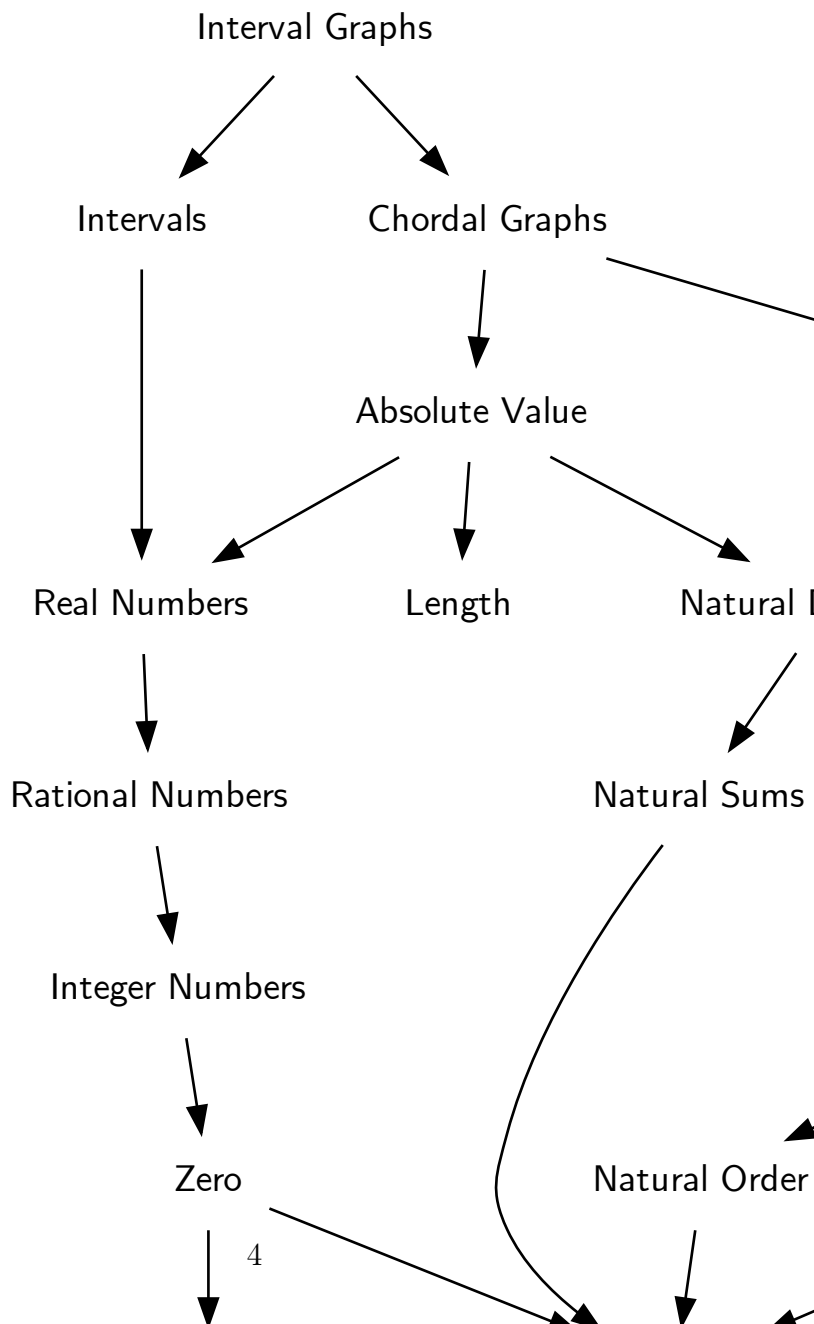 Interval Graphs
Intervals
Chordal Graphs
Absolute Value
Real Numbers
Length
Natural
Rational Numbers
Natural Sums
Integer Numbers
Zero
Natural Order
4